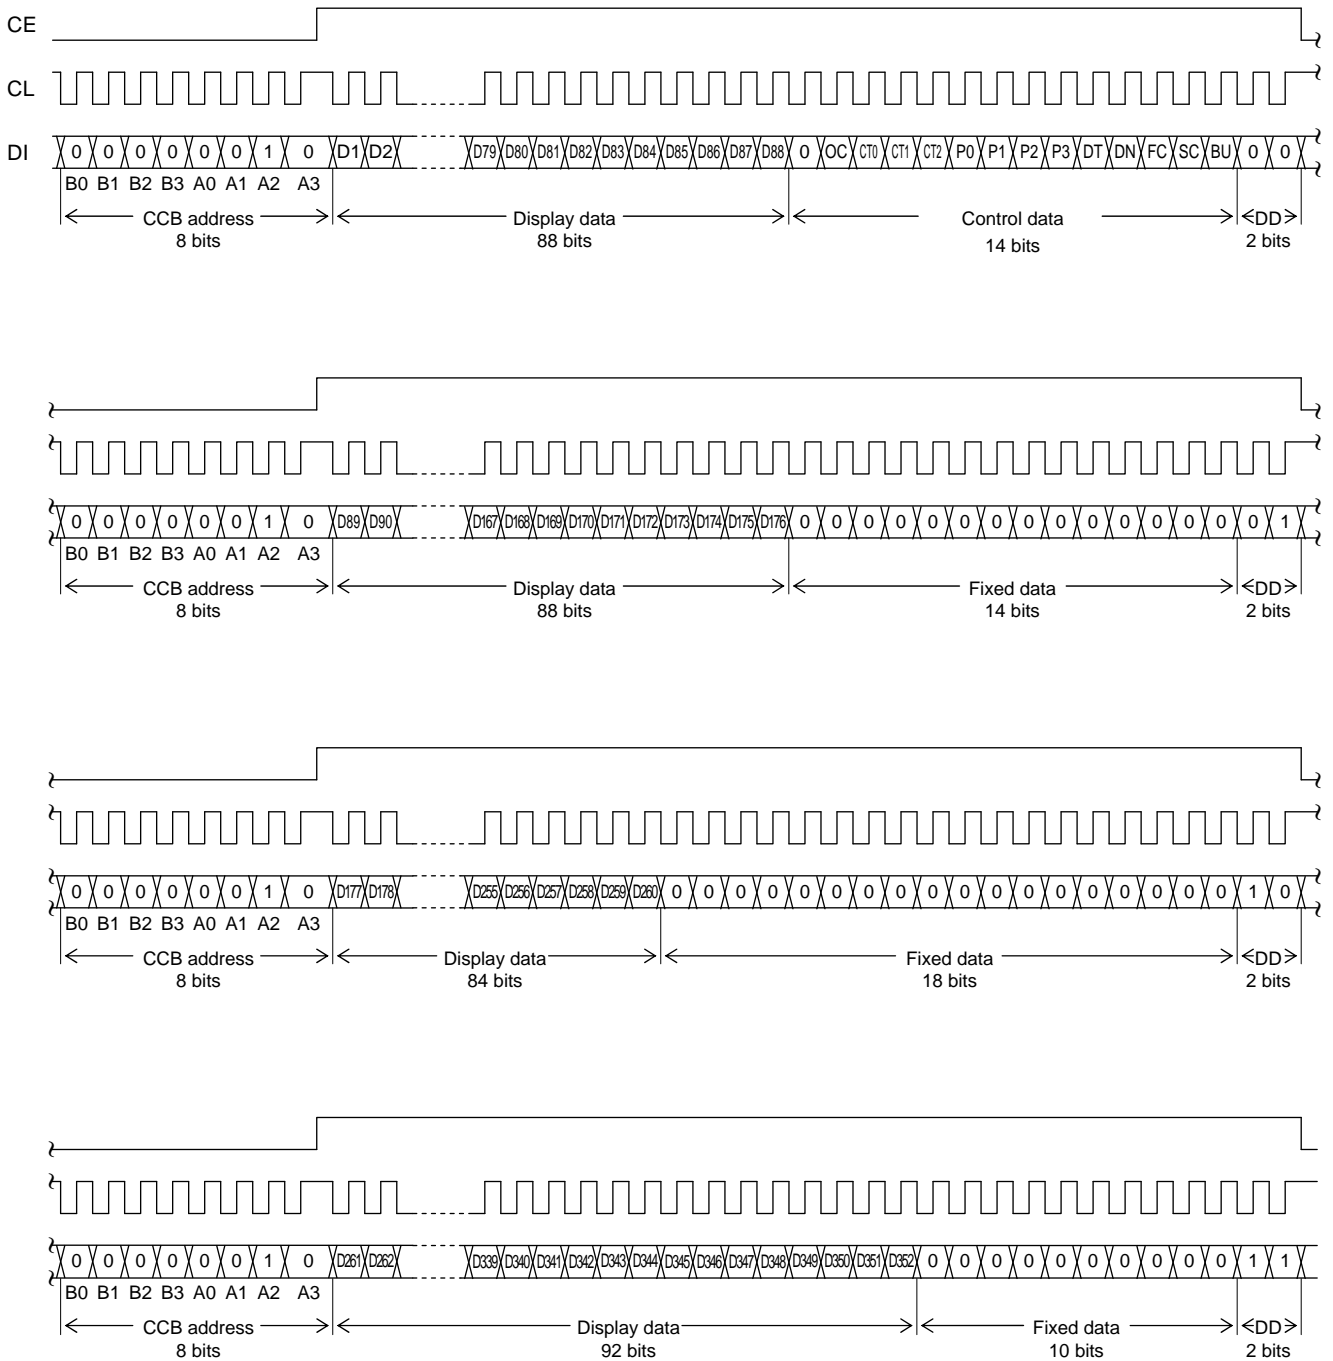 CE
CL
DI 0 0 0 0 0 0 1 0 D1 D2 D79 D80 D81 D82 D83 D84 D85 D86 D87 D88 0 OC CT0 CT1 CT2 P0 P1 P2 P3 DT DN FC SC BU 0 0
B0 B1 B2 B3 A0 A1 A2 A3
CCB address Display data Control data DD
8 bits 88 bits 14 bits 2 bits
0 0 0 0 0 0 1 0 D89 D90 D167 D168 D169 D170 D171 D172 D173 D174 D175 D176 0 0 0 0 0 0 0 0 0 0 0 0 0 0 0 1
B0 B1 B2 B3 A0 A1 A2 A3
CCB address Display data Fixed data DD
8 bits 88 bits 14 bits 2 bits
0 0 0 0 0 0 1 0 D177 D178 D255 D256 D257 D258 D259 D260 0 0 0 0 0 0 0 0 0 0 0 0 0 0 0 0 0 0 1 0
B0 B1 B2 B3 A0 A1 A2 A3
CCB address Display data Fixed data DD
8 bits 84 bits 18 bits 2 bits
0 0 0 0 0 0 1 0 D261 D262 D339 D340 D341 D342 D343 D344 D345 D346 D347 D348 D349 D350 D351 D352 0 0 0 0 0 0 0 0 0 0 1 1
B0 B1 B2 B3 A0 A1 A2 A3
CCB address Display data Fixed data DD
8 bits 92 bits 10 bits 2 bits